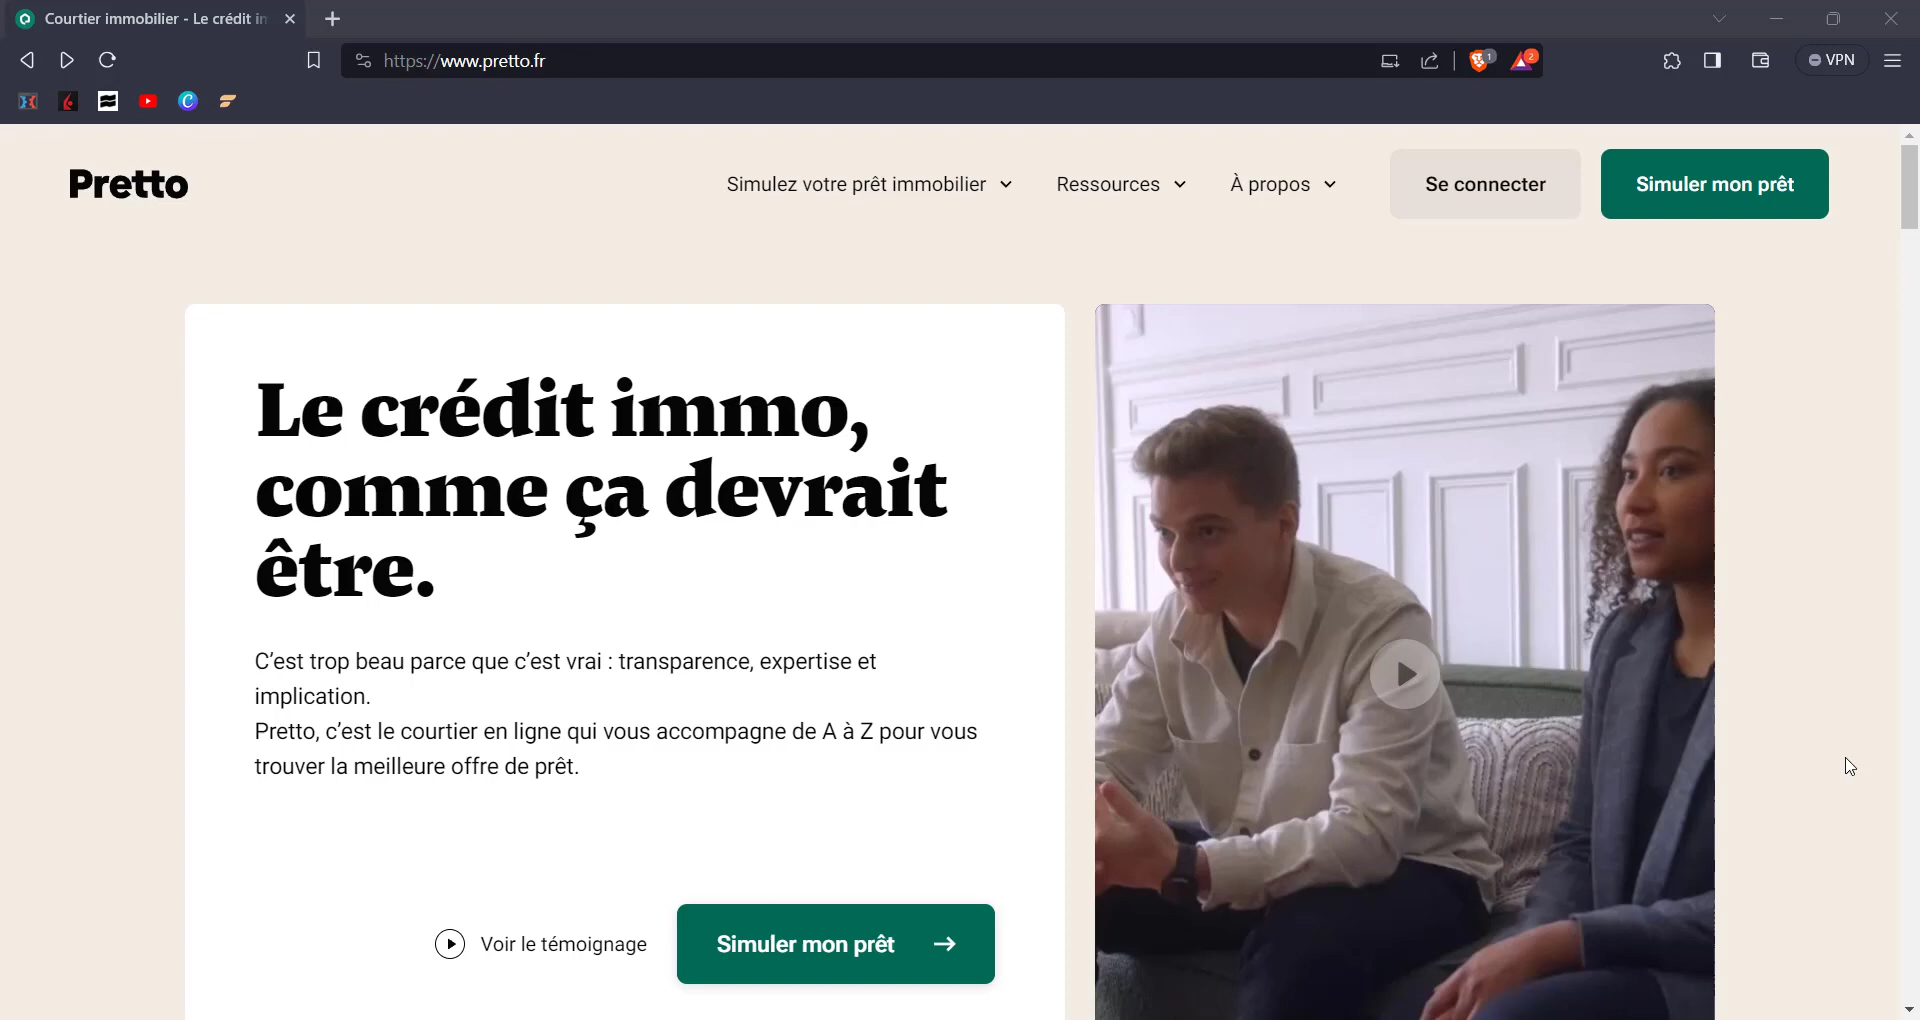 Courtier immobilier - Le crédit in
https://www.pretto.fr
1
2
VPN
Pretto
Simulez votre prêt immobilier
Ressources
À propos
Se connecter
Simuler mon prêt
Le crédit immo,
comme ça devrait
être.
C'est trop beau parce que c'est vrai : transparence, expertise et
implication.
Pretto, c'est le courtier en ligne qui vous accompagne de A à Z pour vous
trouver la meilleure offre de prêt.
Voir le témoignage
Simuler mon prêt